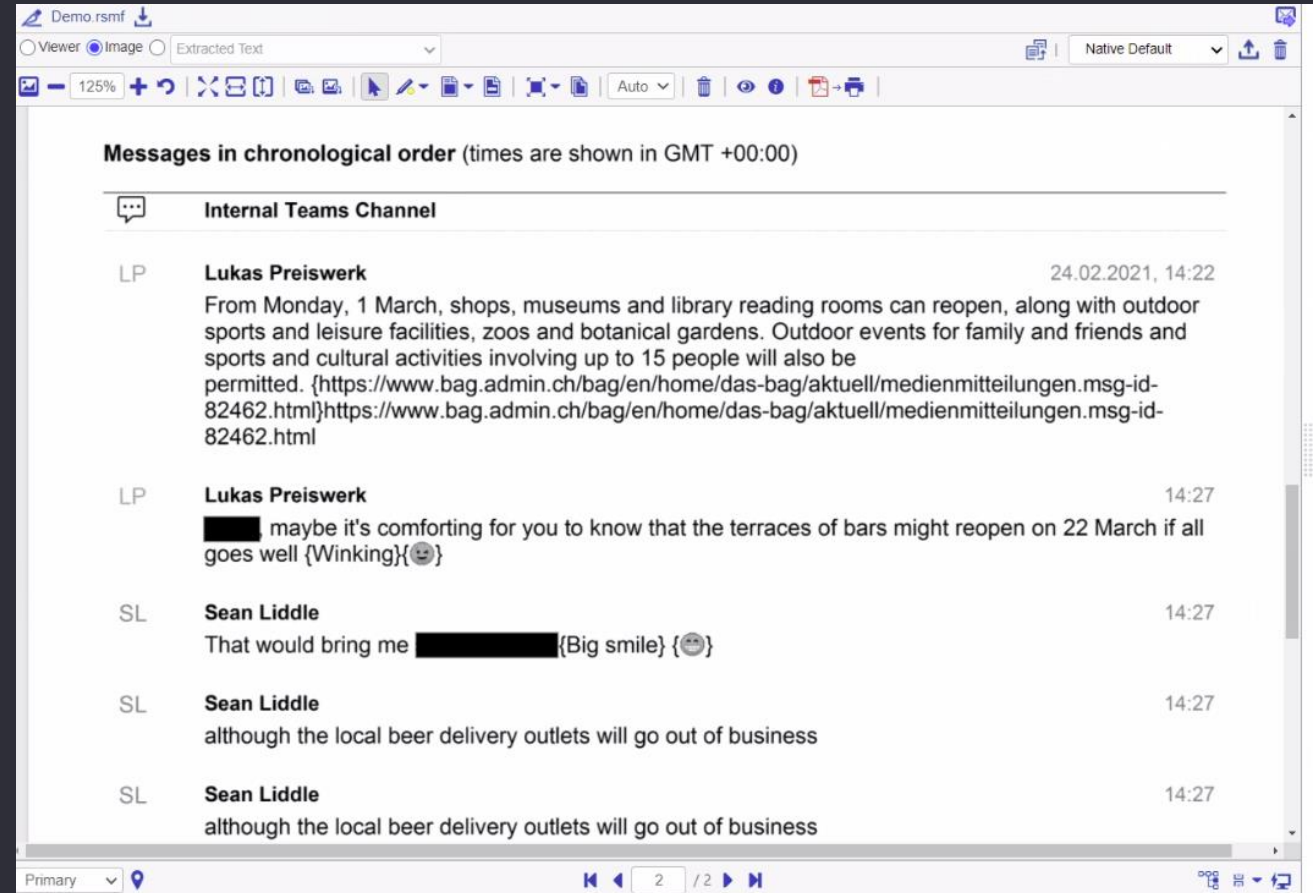 Demo.rsmf
Viewer Image Extracted Text
Native Default
125%
Auto
Messages in chronological order (times are shown in GMT +00:00)
Internal Teams Channel
LP Lukas Preiswerk 24.02.2021, 14:22
From Monday, 1 March, shops, museums and library reading rooms can reopen, along with outdoor
sports and leisure facilities, zoos and botanical gardens. Outdoor events for family and friends and
sports and cultural activities involving up to 15 people will also be
permitted. {https://www.bag.admin.ch/bag/en/home/das-bag/aktuell/medienmitteilungen.msg-id-
82462.html}https://www.bag.admin.ch/bag/en/home/das-bag/aktuell/medienmitteilungen.msg-id-
82462.html
LP Lukas Preiswerk 14:27
, maybe it's comforting for you to know that the terraces of bars might reopen on 22 March if all
goes well {Winking}{😉}
SL Sean Liddle 14:27
That would bring me {Big smile} {😁}
SL Sean Liddle 14:27
although the local beer delivery outlets will go out of business
SL Sean Liddle 14:27
although the local beer delivery outlets will go out of business
Primary 2 / 2